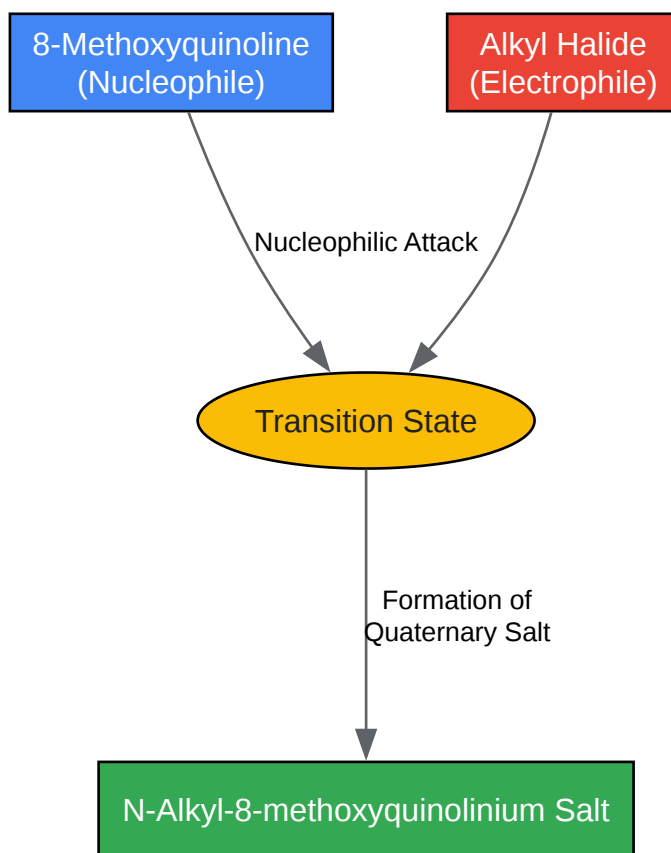 8-Methoxyquinoline
(Nucleophile)
Alkyl Halide
(Electrophile)
Nucleophilic Attack
Transition State
Formation of
Quaternary Salt
N-Alkyl-8-methoxyquinolinium Salt